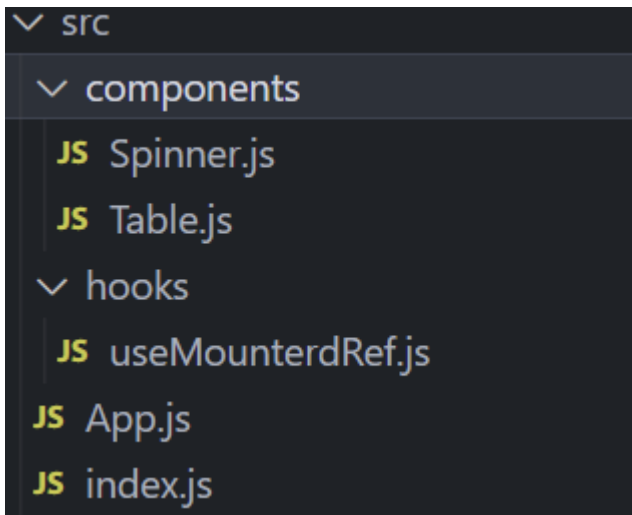 src
components
JS Spinner.js
JS Table.js
hooks
JS useMounterdRef.js
JS App.js
JS index.js